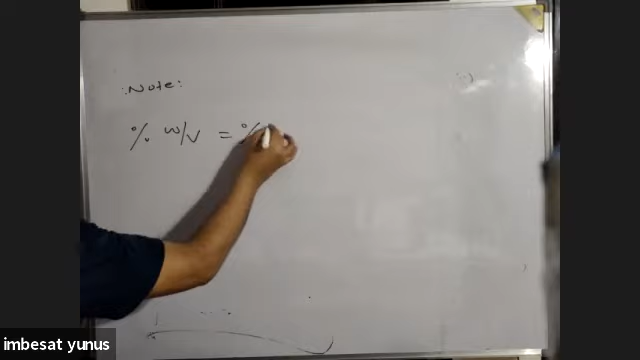 :Note:
% w/v = %
imbesat yunus